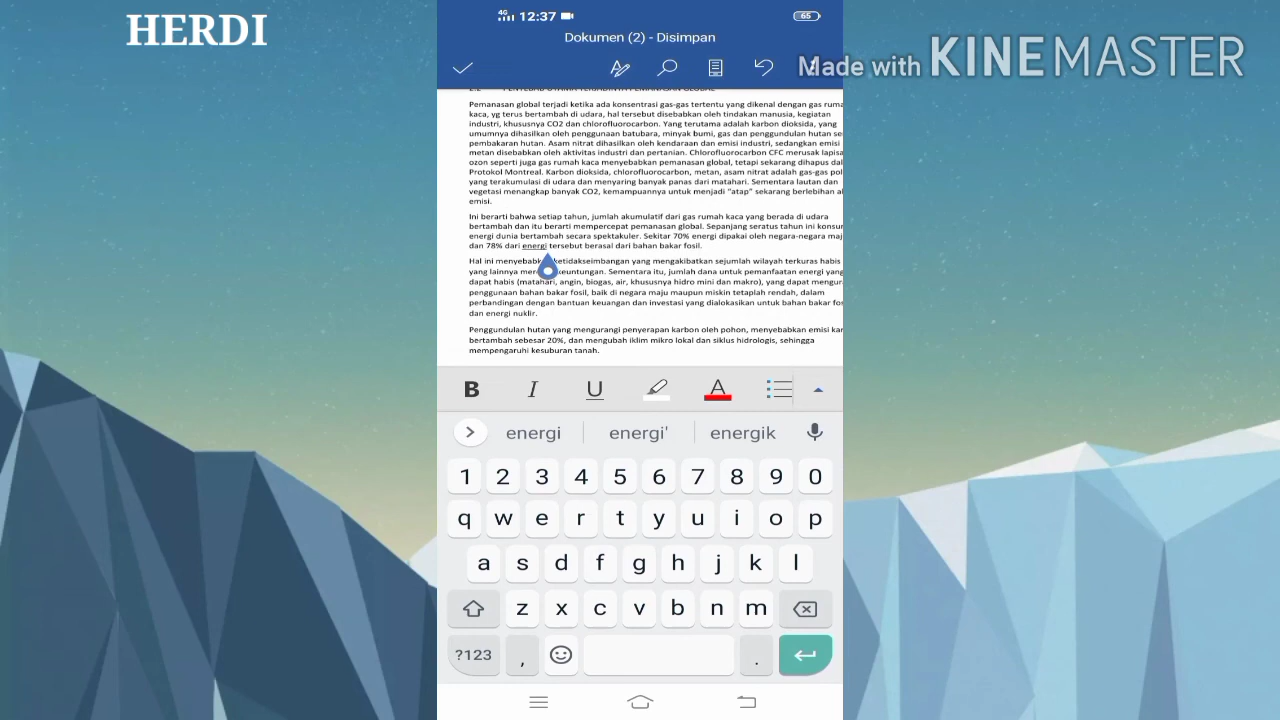 HERDI
Made with KINEMASTER
4G 12:37 65
Dokumen (2) - Disimpan
Pemanasan global terjadi ketika ada konsentrasi gas-gas tertentu yang dikenal dengan gas
kaca, yg terus bertambah di udara, hal tersebut disebabkan oleh tindakan manusia, kegiatan
industri, khususnya CO2 dan chlorofluorocarbon. Yang terutama adalah karbon dioksida, yang
umumnya dihasilkan oleh penggunaan batubara, minyak bumi, gas dan penggundulan hutan
pembakaran hutan. Asam nitrat dihasilkan oleh kendaraan dan emisi industri, sedangkan emisi
metan disebabkan oleh aktivitas industri dan pertanian. Chlorofluorocarbon CFC merusak
ozon seperti juga gas rumah kaca menyebabkan pemanasan global, tetapi sekarang dihapus
Protokol Montreal. Karbon dioksida, chlorofluorocarbon, metan, asam nitrat adalah gas-gas
yang terakumulasi di udara dan menyaring banyak panas dari matahari. Sementara lautan dan
vegetasi menangkap banyak CO2, kemampuannya untuk menjadi "atap" sekarang berlebihan
emisi.
Ini berarti bahwa setiap tahun, jumlah akumulatif dari gas rumah kaca yang berada di udara
bertambah dan itu berarti mempercepat pemanasan global. Sepanjang seratus tahun ini
energi dunia bertambah secara spektakuler. Sekitar 70% energi dipakai oleh negara-negara
dan 78% dari energi tersebut berasal dari bahan bakar fosil.
Hal ini ketidakseimbangan yang mengakibatkan sejumlah wilayah terkuras habis
yang lainnya keuntungan. Sementara itu, jumlah dana untuk pemanfaatan energi yang
dapat habis (matahari, angin, biogas, air, khususnya hidro mini dan makro), yang dapat
penggunaan bahan bakar fosil, baik di negara maju maupun miskin tetaplah rendah, dalam
perbandingan dengan bantuan keuangan dan investasi yang dialokasikan untuk bahan bakar
dan energi nuklir.
Penggundulan hutan yang mengurangi penyerapan karbon oleh pohon, menyebabkan emisi
bertambah sebesar 20%, dan mengubah iklim mikro lokal dan siklus hidrologis, sehingga
mempengaruhi kesuburan tanah.
B I U A
energi energi' energik
1 2 3 4 5 6 7 8 9 0
q w e r t y u i o p
a s d f g h j k l
z x c v b n m
?123 , .